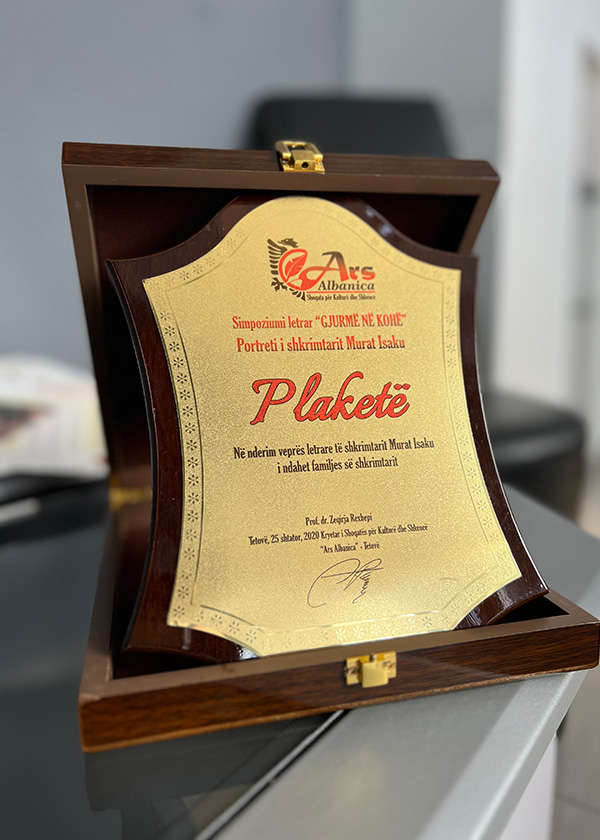 Ars
Albanica
Shoqata për Kulturë dhe Shkencë
Simpoziumi letrar “GJURMË NË KOHË”
Portreti i shkrimtarit Murat Isaku
Plaketë
Në nderim veprës letrare të shkrimtarit Murat Isaku
i ndahet familjes së shkrimtarit
Prof. dr. Zeqirja Rexhepi
Tetovë, 25 shtator, 2020 Kryetar i Shoqatës për Kulturë dhe Shkencë
“Ars Albanica” - Tetovë